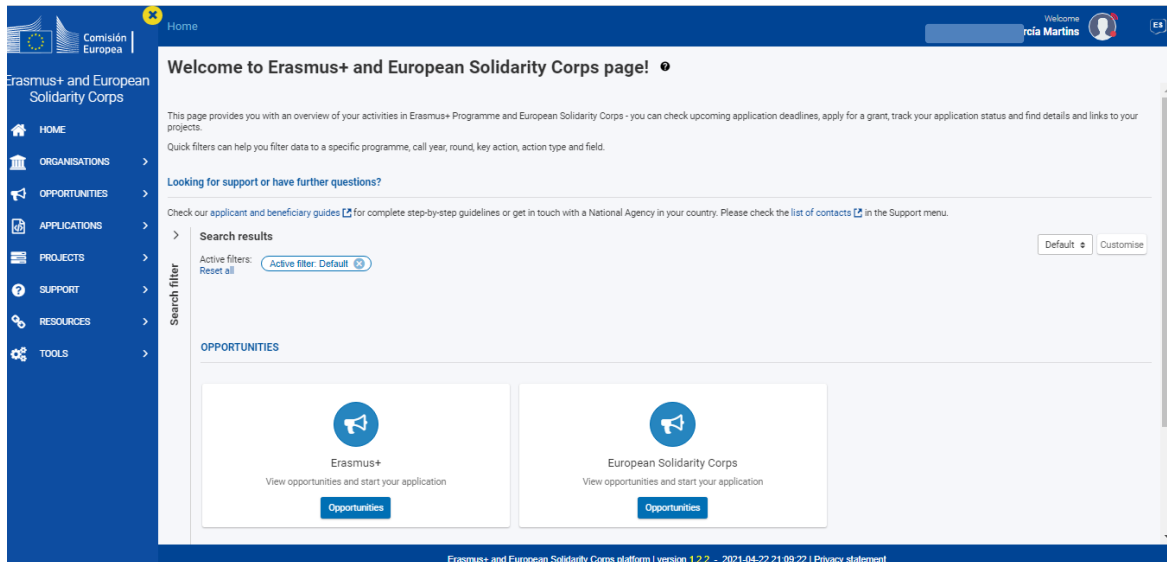 Comisión
Europea
Home
Welcome
rcía Martins
ES
Erasmus+ and European
Solidarity Corps
HOME
ORGANISATIONS
OPPORTUNITIES
APPLICATIONS
PROJECTS
SUPPORT
RESOURCES
TOOLS
Welcome to Erasmus+ and European Solidarity Corps page!
This page provides you with an overview of your activities in Erasmus+ Programme and European Solidarity Corps - you can check upcoming application deadlines, apply for a grant, track your application status and find details and links to your
projects.
Quick filters can help you filter data to a specific programme, call year, round, key action, action type and field.
Looking for support or have further questions?
Check our applicant and beneficiary guides for complete step-by-step guidelines or get in touch with a National Agency in your country. Please check the list of contacts in the Support menu.
Search filter
Search results
Default
Customise
Active filters:
Reset all
Active filter: Default
OPPORTUNITIES
Erasmus+
View opportunities and start your application
Opportunities
European Solidarity Corps
View opportunities and start your application
Opportunities
Erasmus+ and European Solidarity Corps platform | version 1.2.2 - 2021-04-22 21:09:22 | Privacy statement